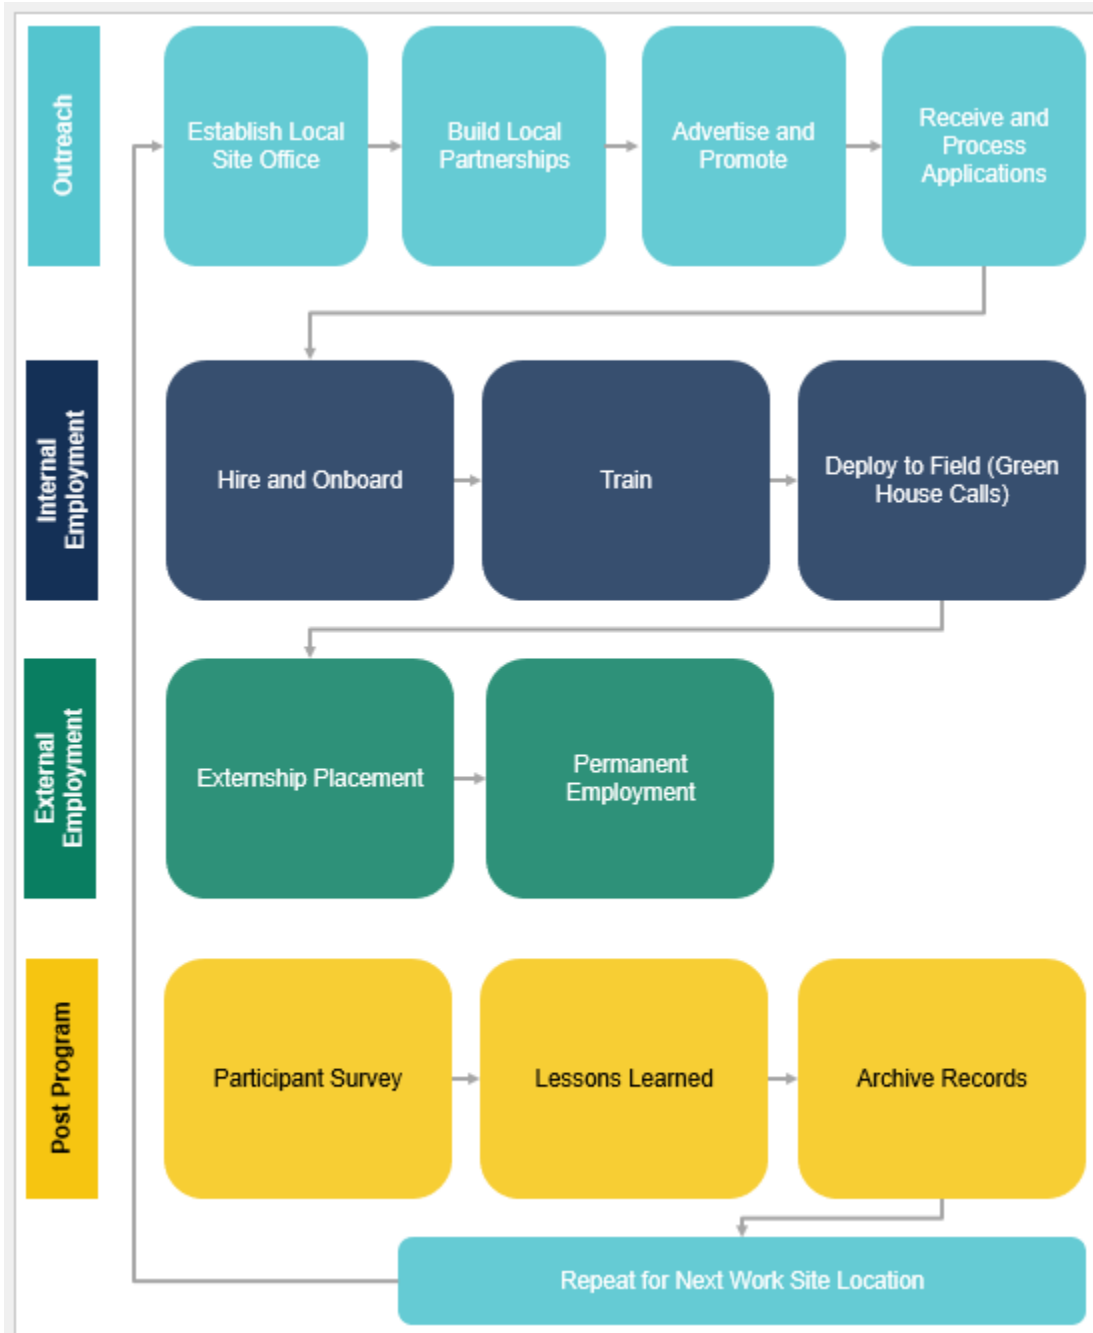 Outreach
Establish Local
Site Office
Build Local
Partnerships
Advertise and
Promote
Receive and
Process
Applications
Internal
Employment
Hire and Onboard
Train
Deploy to Field (Green
House Calls)
External
Employment
Externship Placement
Permanent
Employment
Post Program
Participant Survey
Lessons Learned
Archive Records
Repeat for Next Work Site Location